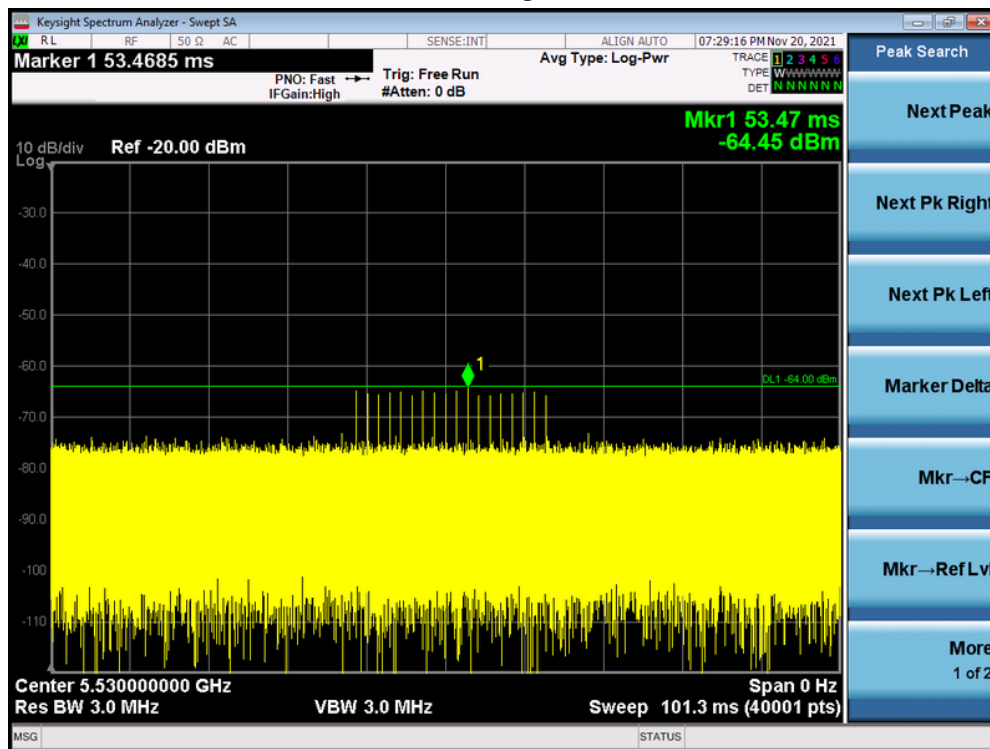 Keysight Spectrum Analyzer - Swept SA
LXI RL RF 50 Ω AC SENSE:INT ALIGN AUTO 07:29:16 PM Nov 20, 2021
Marker 1 53.4685 ms
PNO: Fast Trig: Free Run Avg Type: Log-Pwr TRACE 1 2 3 4 5 6
IFGain:High #Atten: 0 dB TYPE WWWWWW
DET N N N N N N
Peak Search
Mkr1 53.47 ms
-64.45 dBm
10 dB/div Ref -20.00 dBm
Log
-30.0
-40.0
-50.0
-60.0
1
DL1 -64.00 dBm
-70.0
-80.0
-90.0
-100
-110
Center 5.530000000 GHz Span 0 Hz
Res BW 3.0 MHz VBW 3.0 MHz Sweep 101.3 ms (40001 pts)
MSG STATUS
Next Peak
Next Pk Right
Next Pk Left
Marker Delta
Mkr→CF
Mkr→Ref Lvl
More
1 of 2